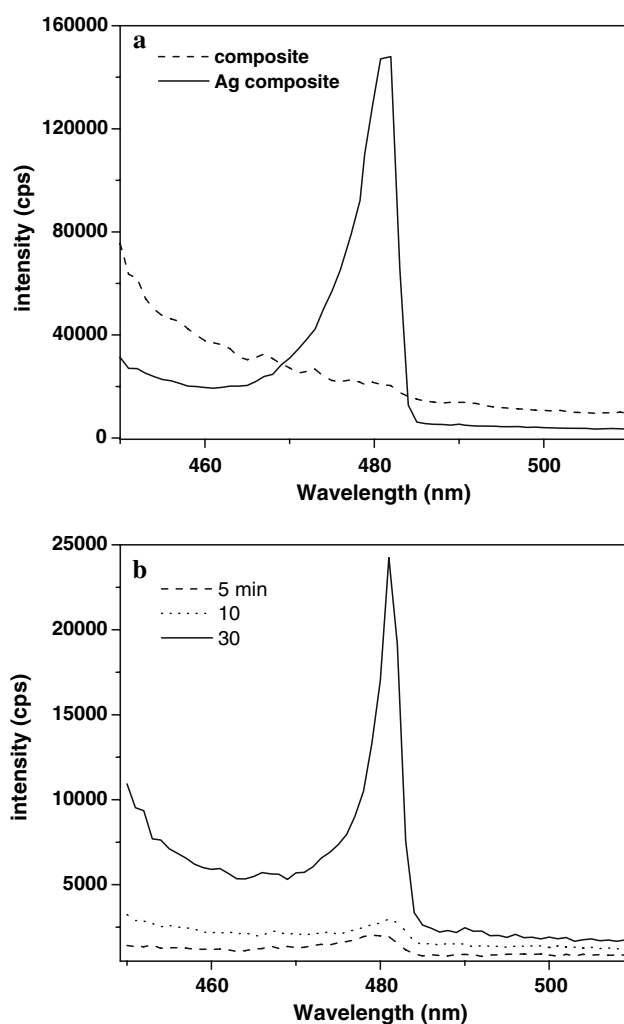 a
composite
Ag composite
160000
120000
80000
40000
0
intensity (cps)
460 480 500
Wavelength (nm)
b
5 min
10
30
25000
20000
15000
10000
5000
intensity (cps)
460 480 500
Wavelength (nm)